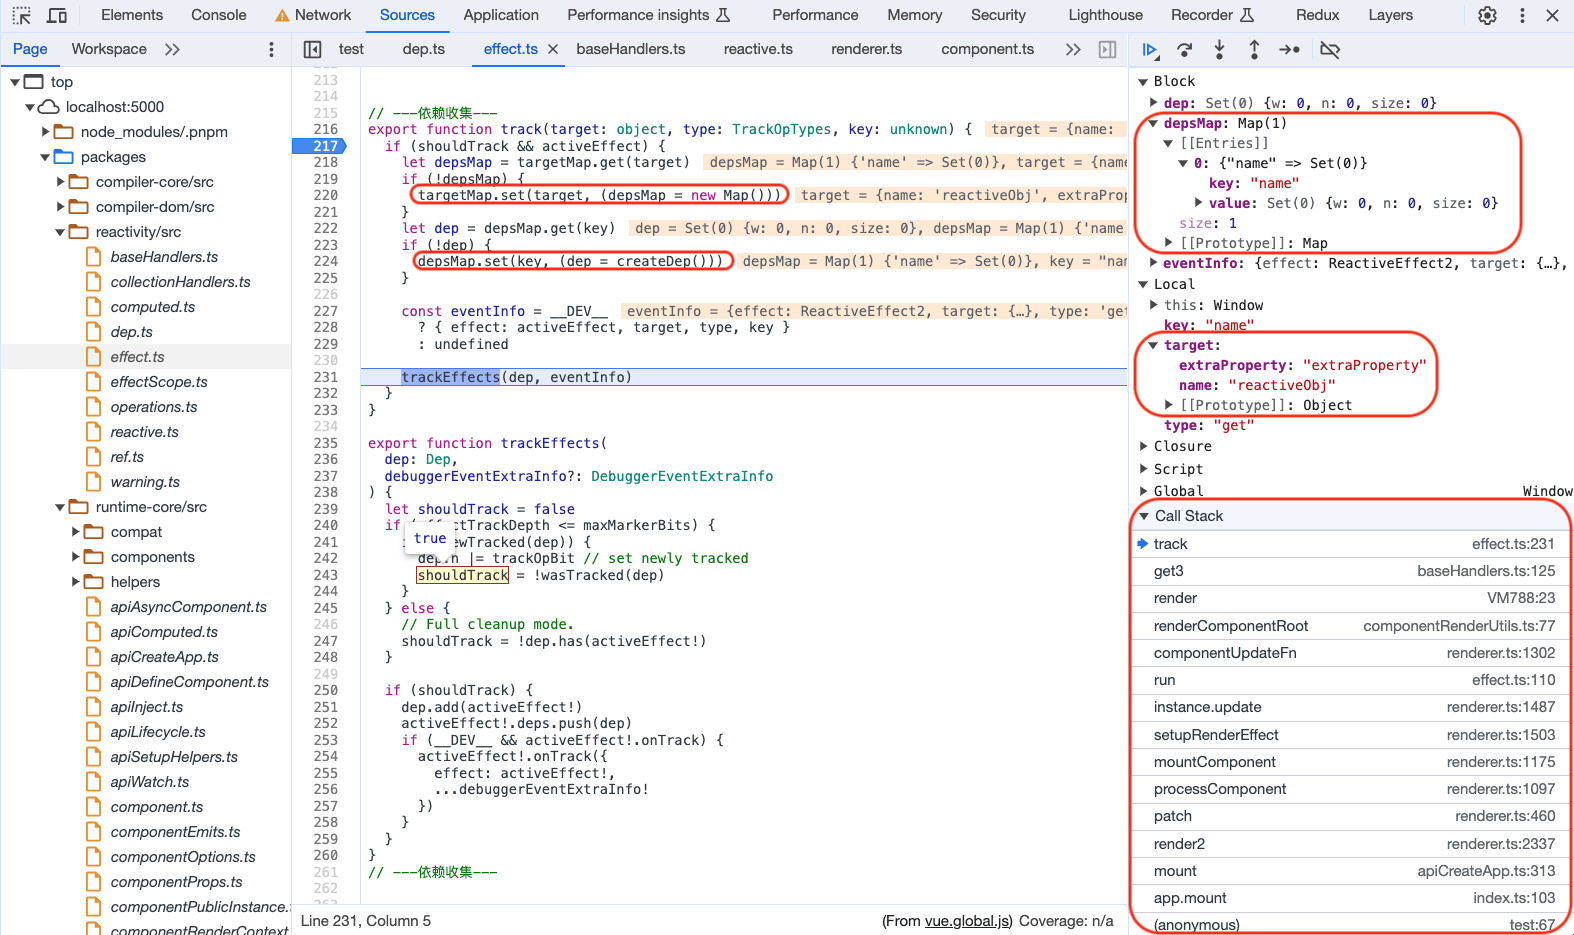 Elements Console Network Sources Application Performance insights Performance Memory Security Lighthouse Recorder Redux Layers
Page Workspace
test dep.ts effect.ts baseHandlers.ts reactive.ts renderer.ts component.ts
top
localhost:5000
node_modules/.pnpm
packages
compiler-core/src
compiler-dom/src
reactivity/src
baseHandlers.ts
collectionHandlers.ts
computed.ts
dep.ts
effect.ts
effectScope.ts
operations.ts
reactive.ts
ref.ts
warning.ts
runtime-core/src
compat
components
helpers
apiAsyncComponent.ts
apiComputed.ts
apiCreateApp.ts
apiDefineComponent.ts
apiInject.ts
apiLifecycle.ts
apiSetupHelpers.ts
apiWatch.ts
component.ts
componentEmits.ts
componentOptions.ts
componentProps.ts
componentPublicInstance.
componentRenderContext
213
214
215 // ---依赖收集---
216 export function track(target: object, type: TrackOpTypes, key: unknown) { target = {name:
217 if (shouldTrack && activeEffect) {
218 let depsMap = targetMap.get(target) depsMap = Map(1) {'name' => Set(0)}, target = {name
219 if (!depsMap) {
220 targetMap.set(target, (depsMap = new Map())) target = {name: 'reactiveObj', extraProp
221 }
222 let dep = depsMap.get(key) dep = Set(0) {w: 0, n: 0, size: 0}, depsMap = Map(1) {'name
223 if (!dep) {
224 depsMap.set(key, (dep = createDep())) depsMap = Map(1) {'name' => Set(0)}, key = "nam
225 }
226
227 const eventInfo = __DEV__ eventInfo = {effect: ReactiveEffect2, target: {…}, type: 'get
228 ? { effect: activeEffect, target, type, key }
229 : undefined
230
231 trackEffects(dep, eventInfo)
232 }
233 }
234
235 export function trackEffects(
236 dep: Dep,
237 debuggerEventExtraInfo?: DebuggerEventExtraInfo
238 ) {
239 let shouldTrack = false
240 if (effectTrackDepth <= maxMarkerBits) {
241 ewTracked(dep)) {
true
242 dep.n |= trackOpBit // set newly tracked
243 shouldTrack = !wasTracked(dep)
244 }
245 } else {
246 // Full cleanup mode.
247 shouldTrack = !dep.has(activeEffect!)
248 }
249
250 if (shouldTrack) {
251 dep.add(activeEffect!)
252 activeEffect!.deps.push(dep)
253 if (__DEV__ && activeEffect!.onTrack) {
254 activeEffect!.onTrack({
255 effect: activeEffect!,
256 ...debuggerEventExtraInfo!
257 })
258 }
259 }
260 }
261 // ---依赖收集---
262
Line 231, Column 5 (From vue.global.js) Coverage: n/a
Block
dep: Set(0) {w: 0, n: 0, size: 0}
depsMap: Map(1)
[[Entries]]
0: {"name" => Set(0)}
key: "name"
value: Set(0) {w: 0, n: 0, size: 0}
size: 1
[[Prototype]]: Map
eventInfo: {effect: ReactiveEffect2, target: {…},
Local
this: Window
key: "name"
target:
extraProperty: "extraProperty"
name: "reactiveObj"
[[Prototype]]: Object
type: "get"
Closure
Script
Global Window
Call Stack
track effect.ts:231
get3 baseHandlers.ts:125
render VM788:23
renderComponentRoot componentRenderUtils.ts:77
componentUpdateFn renderer.ts:1302
run effect.ts:110
instance.update renderer.ts:1487
setupRenderEffect renderer.ts:1503
mountComponent renderer.ts:1175
processComponent renderer.ts:1097
patch renderer.ts:460
render2 renderer.ts:2337
mount apiCreateApp.ts:313
app.mount index.ts:103
(anonymous) test:67